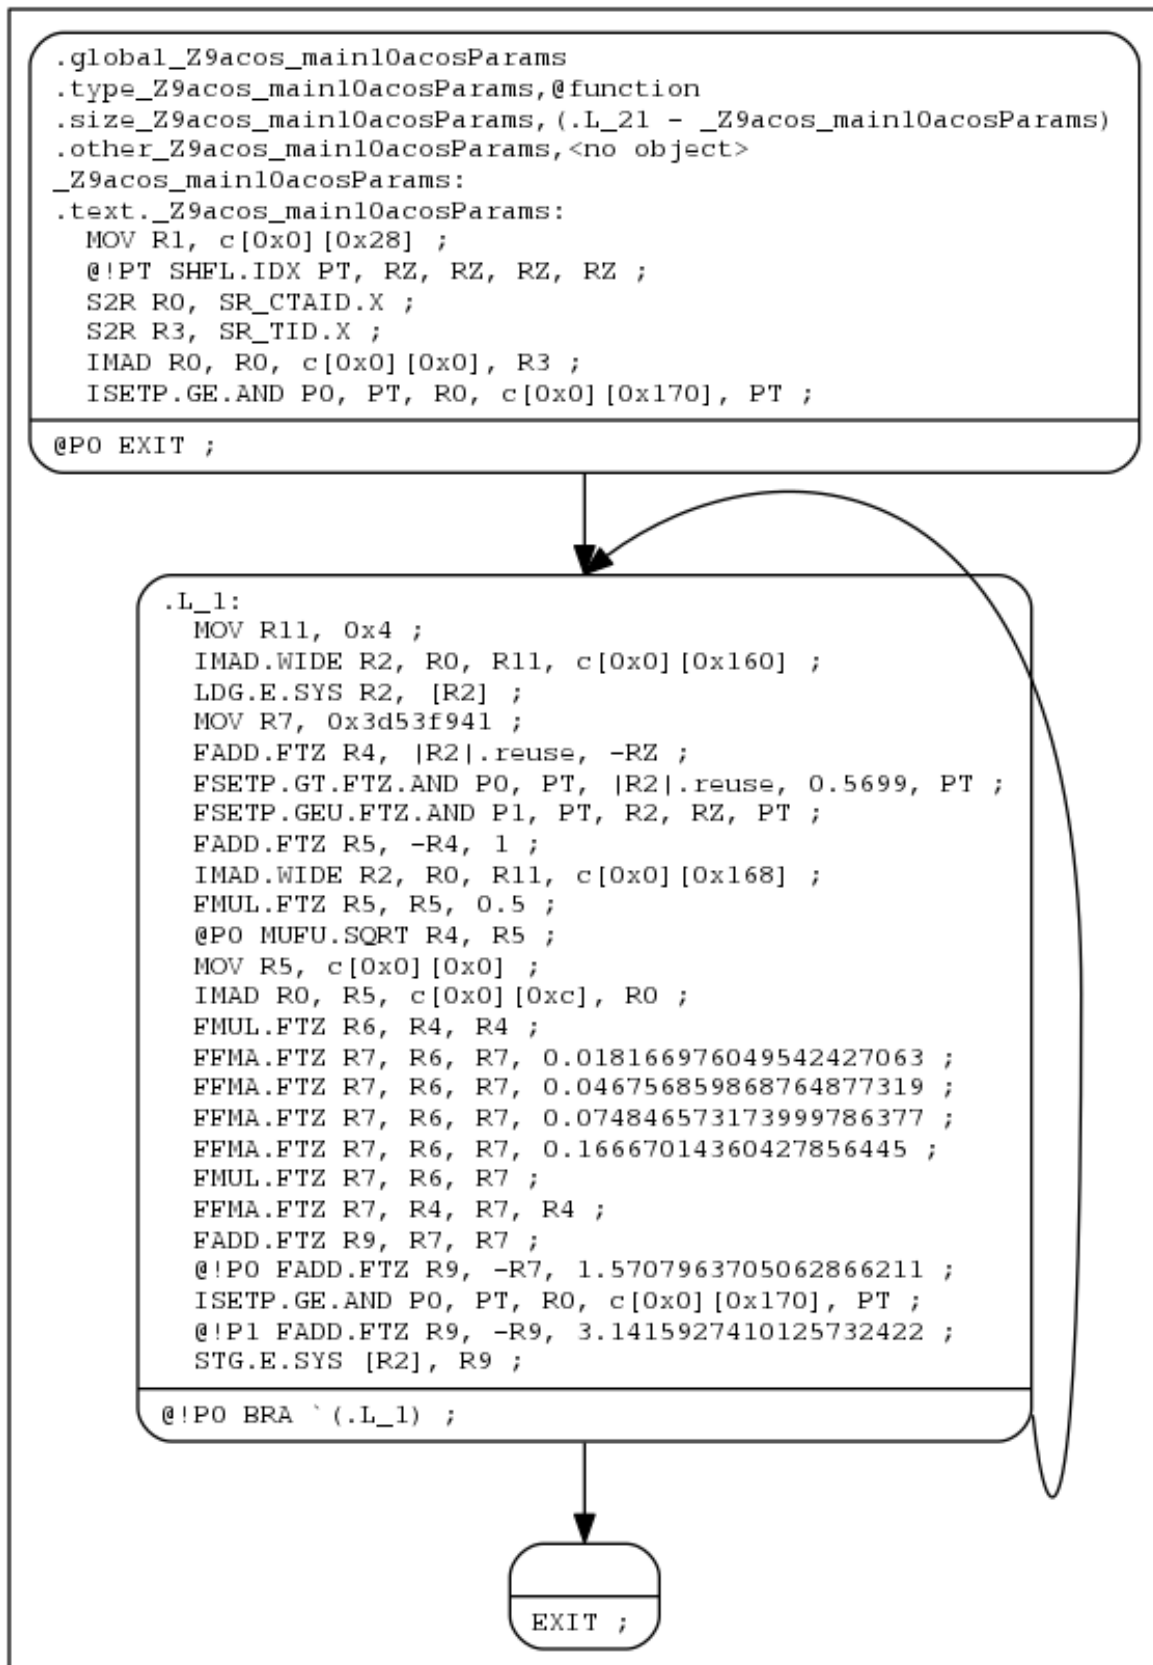 .global_Z9acos_main10acosParams
.type_Z9acos_main10acosParams,@function
.size_Z9acos_main10acosParams,(.L_21 - _Z9acos_main10acosParams)
.other_Z9acos_main10acosParams,<no object>
_Z9acos_main10acosParams:
.text._Z9acos_main10acosParams:
MOV R1, c[0x0][0x28] ;
@!PT SHFL.IDX PT, RZ, RZ, RZ, RZ ;
S2R R0, SR_CTAID.X ;
S2R R3, SR_TID.X ;
IMAD R0, R0, c[0x0][0x0], R3 ;
ISETP.GE.AND P0, PT, R0, c[0x0][0x170], PT ;
@P0 EXIT ;
.L_1:
MOV R11, 0x4 ;
IMAD.WIDE R2, R0, R11, c[0x0][0x160] ;
LDG.E.SYS R2, [R2] ;
MOV R7, 0x3d53f941 ;
FADD.FTZ R4, |R2|.reuse, -RZ ;
FSETP.GT.FTZ.AND P0, PT, |R2|.reuse, 0.5699, PT ;
FSETP.GEU.FTZ.AND P1, PT, R2, RZ, PT ;
FADD.FTZ R5, -R4, 1 ;
IMAD.WIDE R2, R0, R11, c[0x0][0x168] ;
FMUL.FTZ R5, R5, 0.5 ;
@P0 MUFU.SQRT R4, R5 ;
MOV R5, c[0x0][0x0] ;
IMAD R0, R5, c[0x0][0xc], R0 ;
FMUL.FTZ R6, R4, R4 ;
FFMA.FTZ R7, R6, R7, 0.018166976049542427063 ;
FFMA.FTZ R7, R6, R7, 0.046756859868764877319 ;
FFMA.FTZ R7, R6, R7, 0.074846573173999786377 ;
FFMA.FTZ R7, R6, R7, 0.16667014360427856445 ;
FMUL.FTZ R7, R6, R7 ;
FFMA.FTZ R7, R4, R7, R4 ;
FADD.FTZ R9, R7, R7 ;
@!P0 FADD.FTZ R9, -R7, 1.5707963705062866211 ;
ISETP.GE.AND P0, PT, R0, c[0x0][0x170], PT ;
@!P1 FADD.FTZ R9, -R9, 3.1415927410125732422 ;
STG.E.SYS [R2], R9 ;
@!P0 BRA `(.L_1) ;
EXIT ;